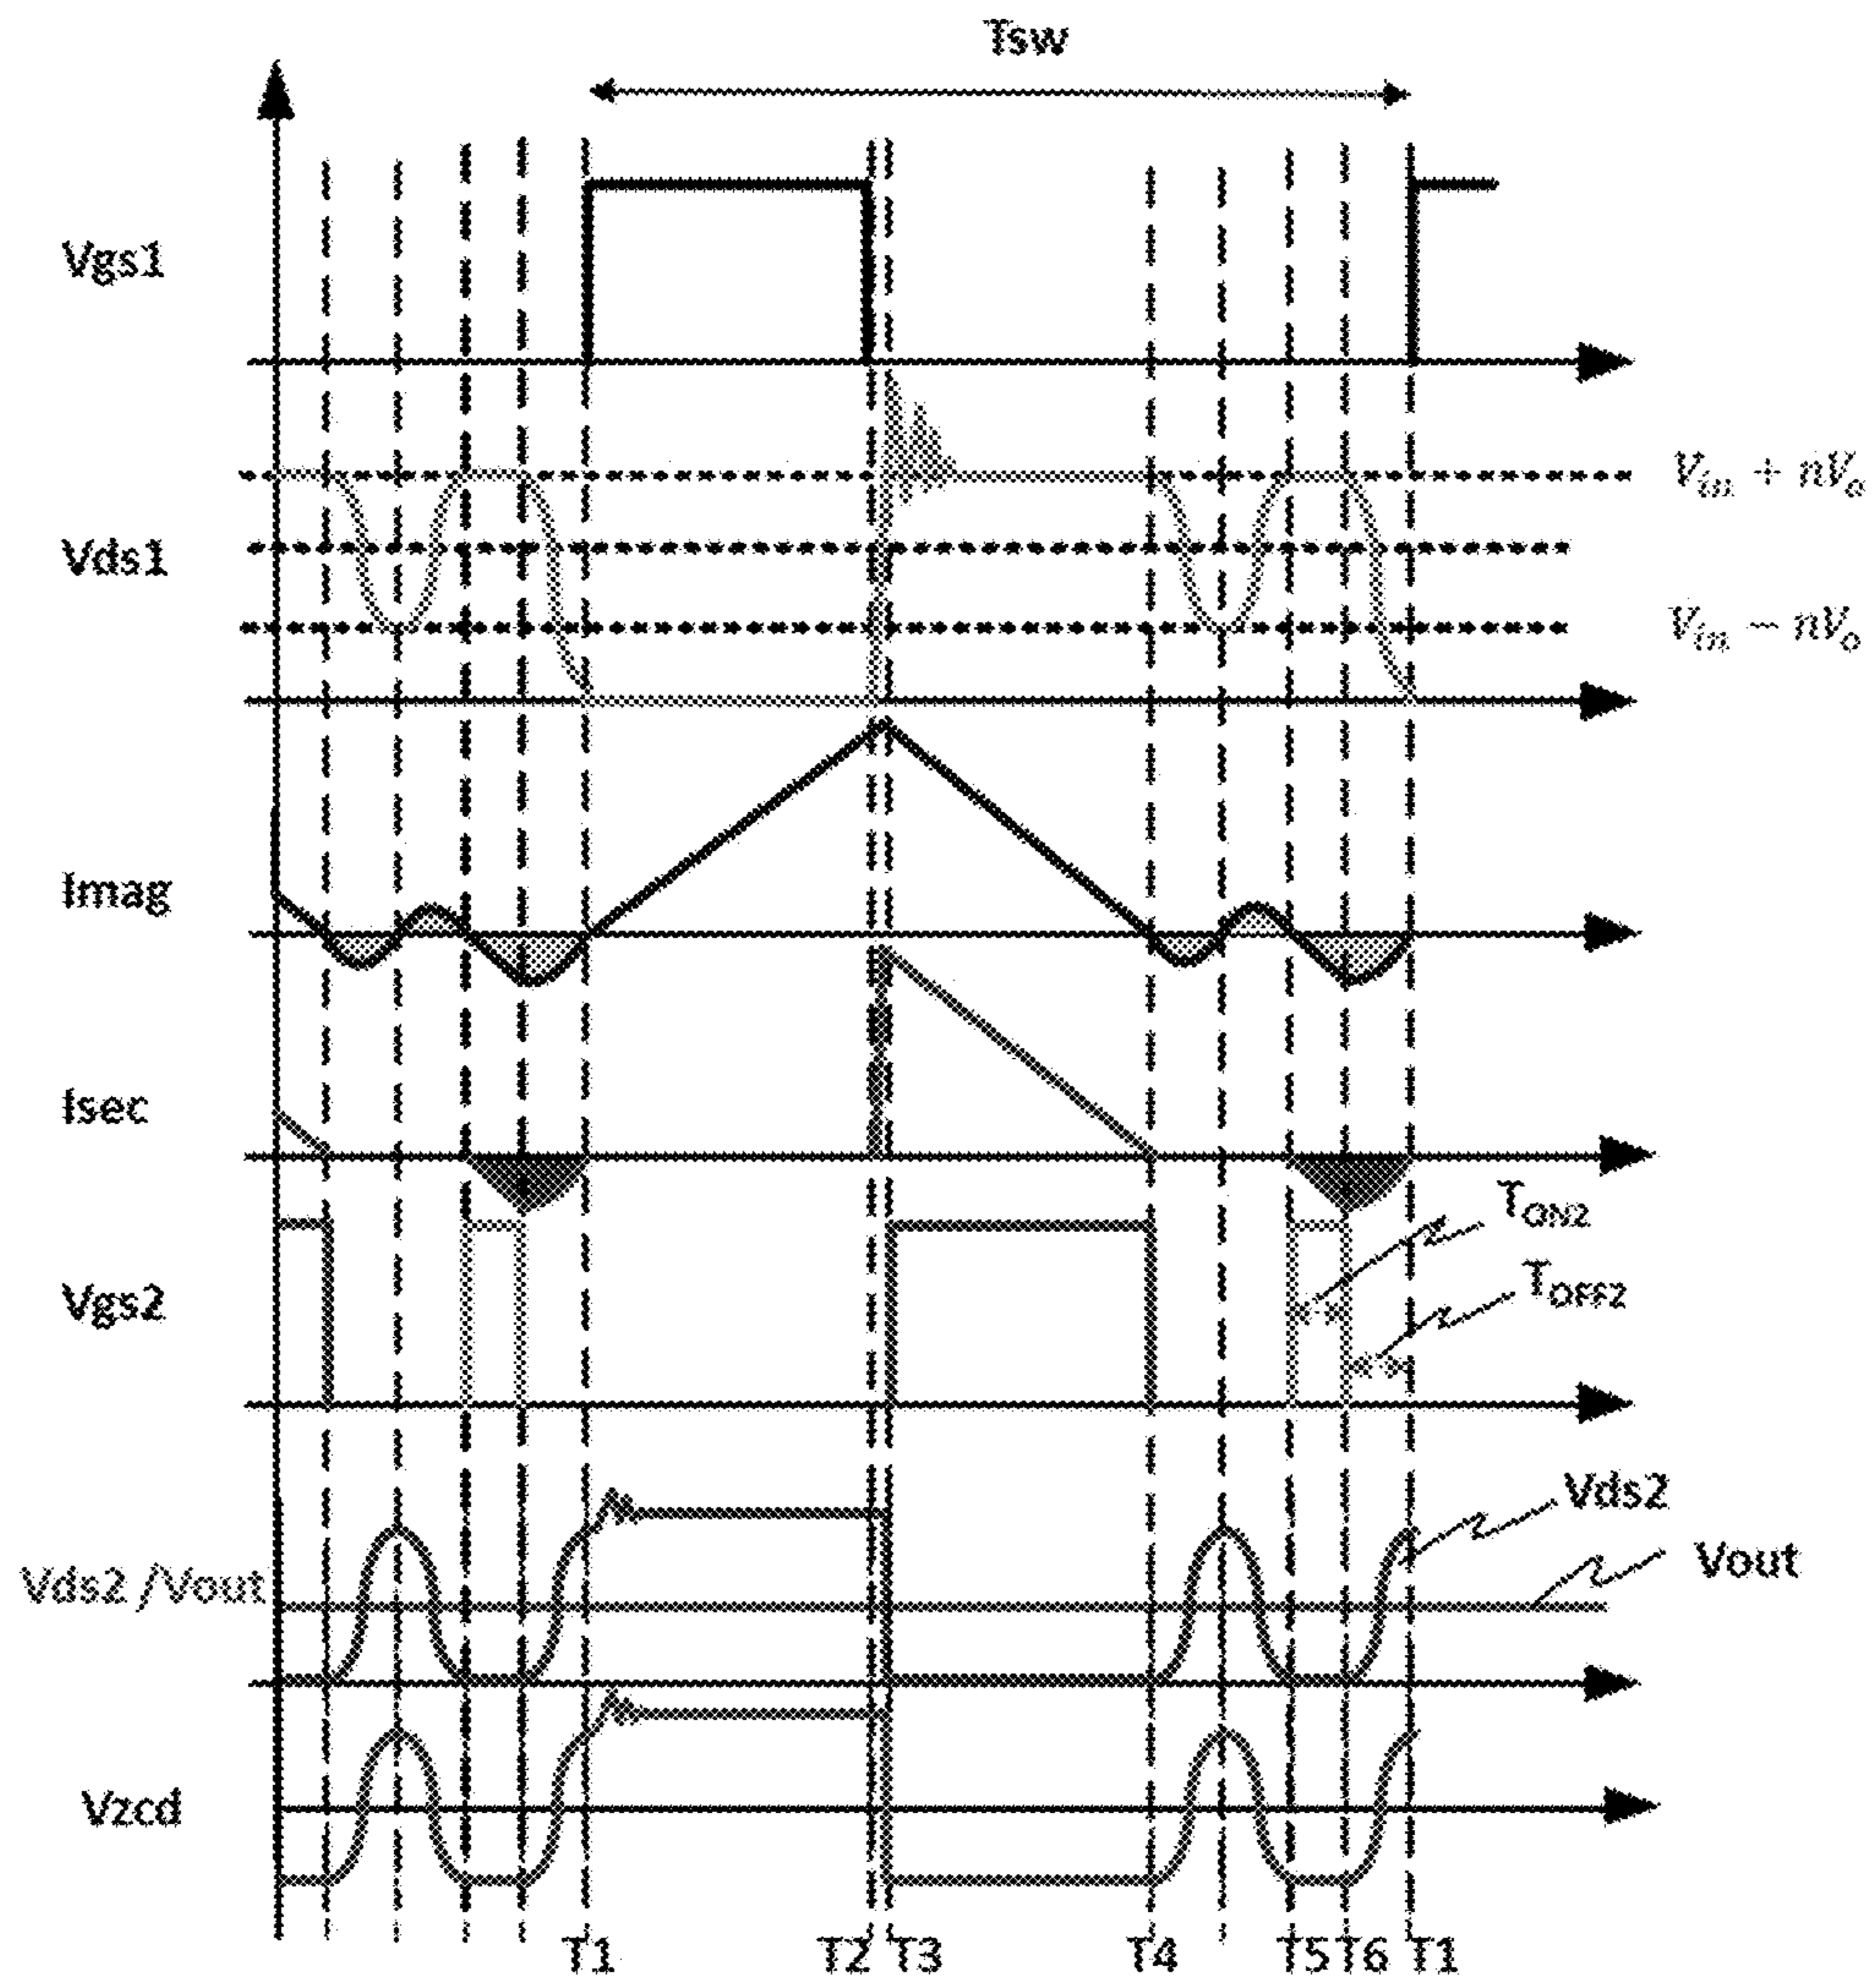 Tsw
Vgs1
Vin + nVo
Vds1
Vin − nVo
Imag
Isec
TON2
Vgs2
TOFF2
Vds2
Vds2 /Vout
Vout
Vzcd
T1 T2 T3 T4 T5 T6 T1